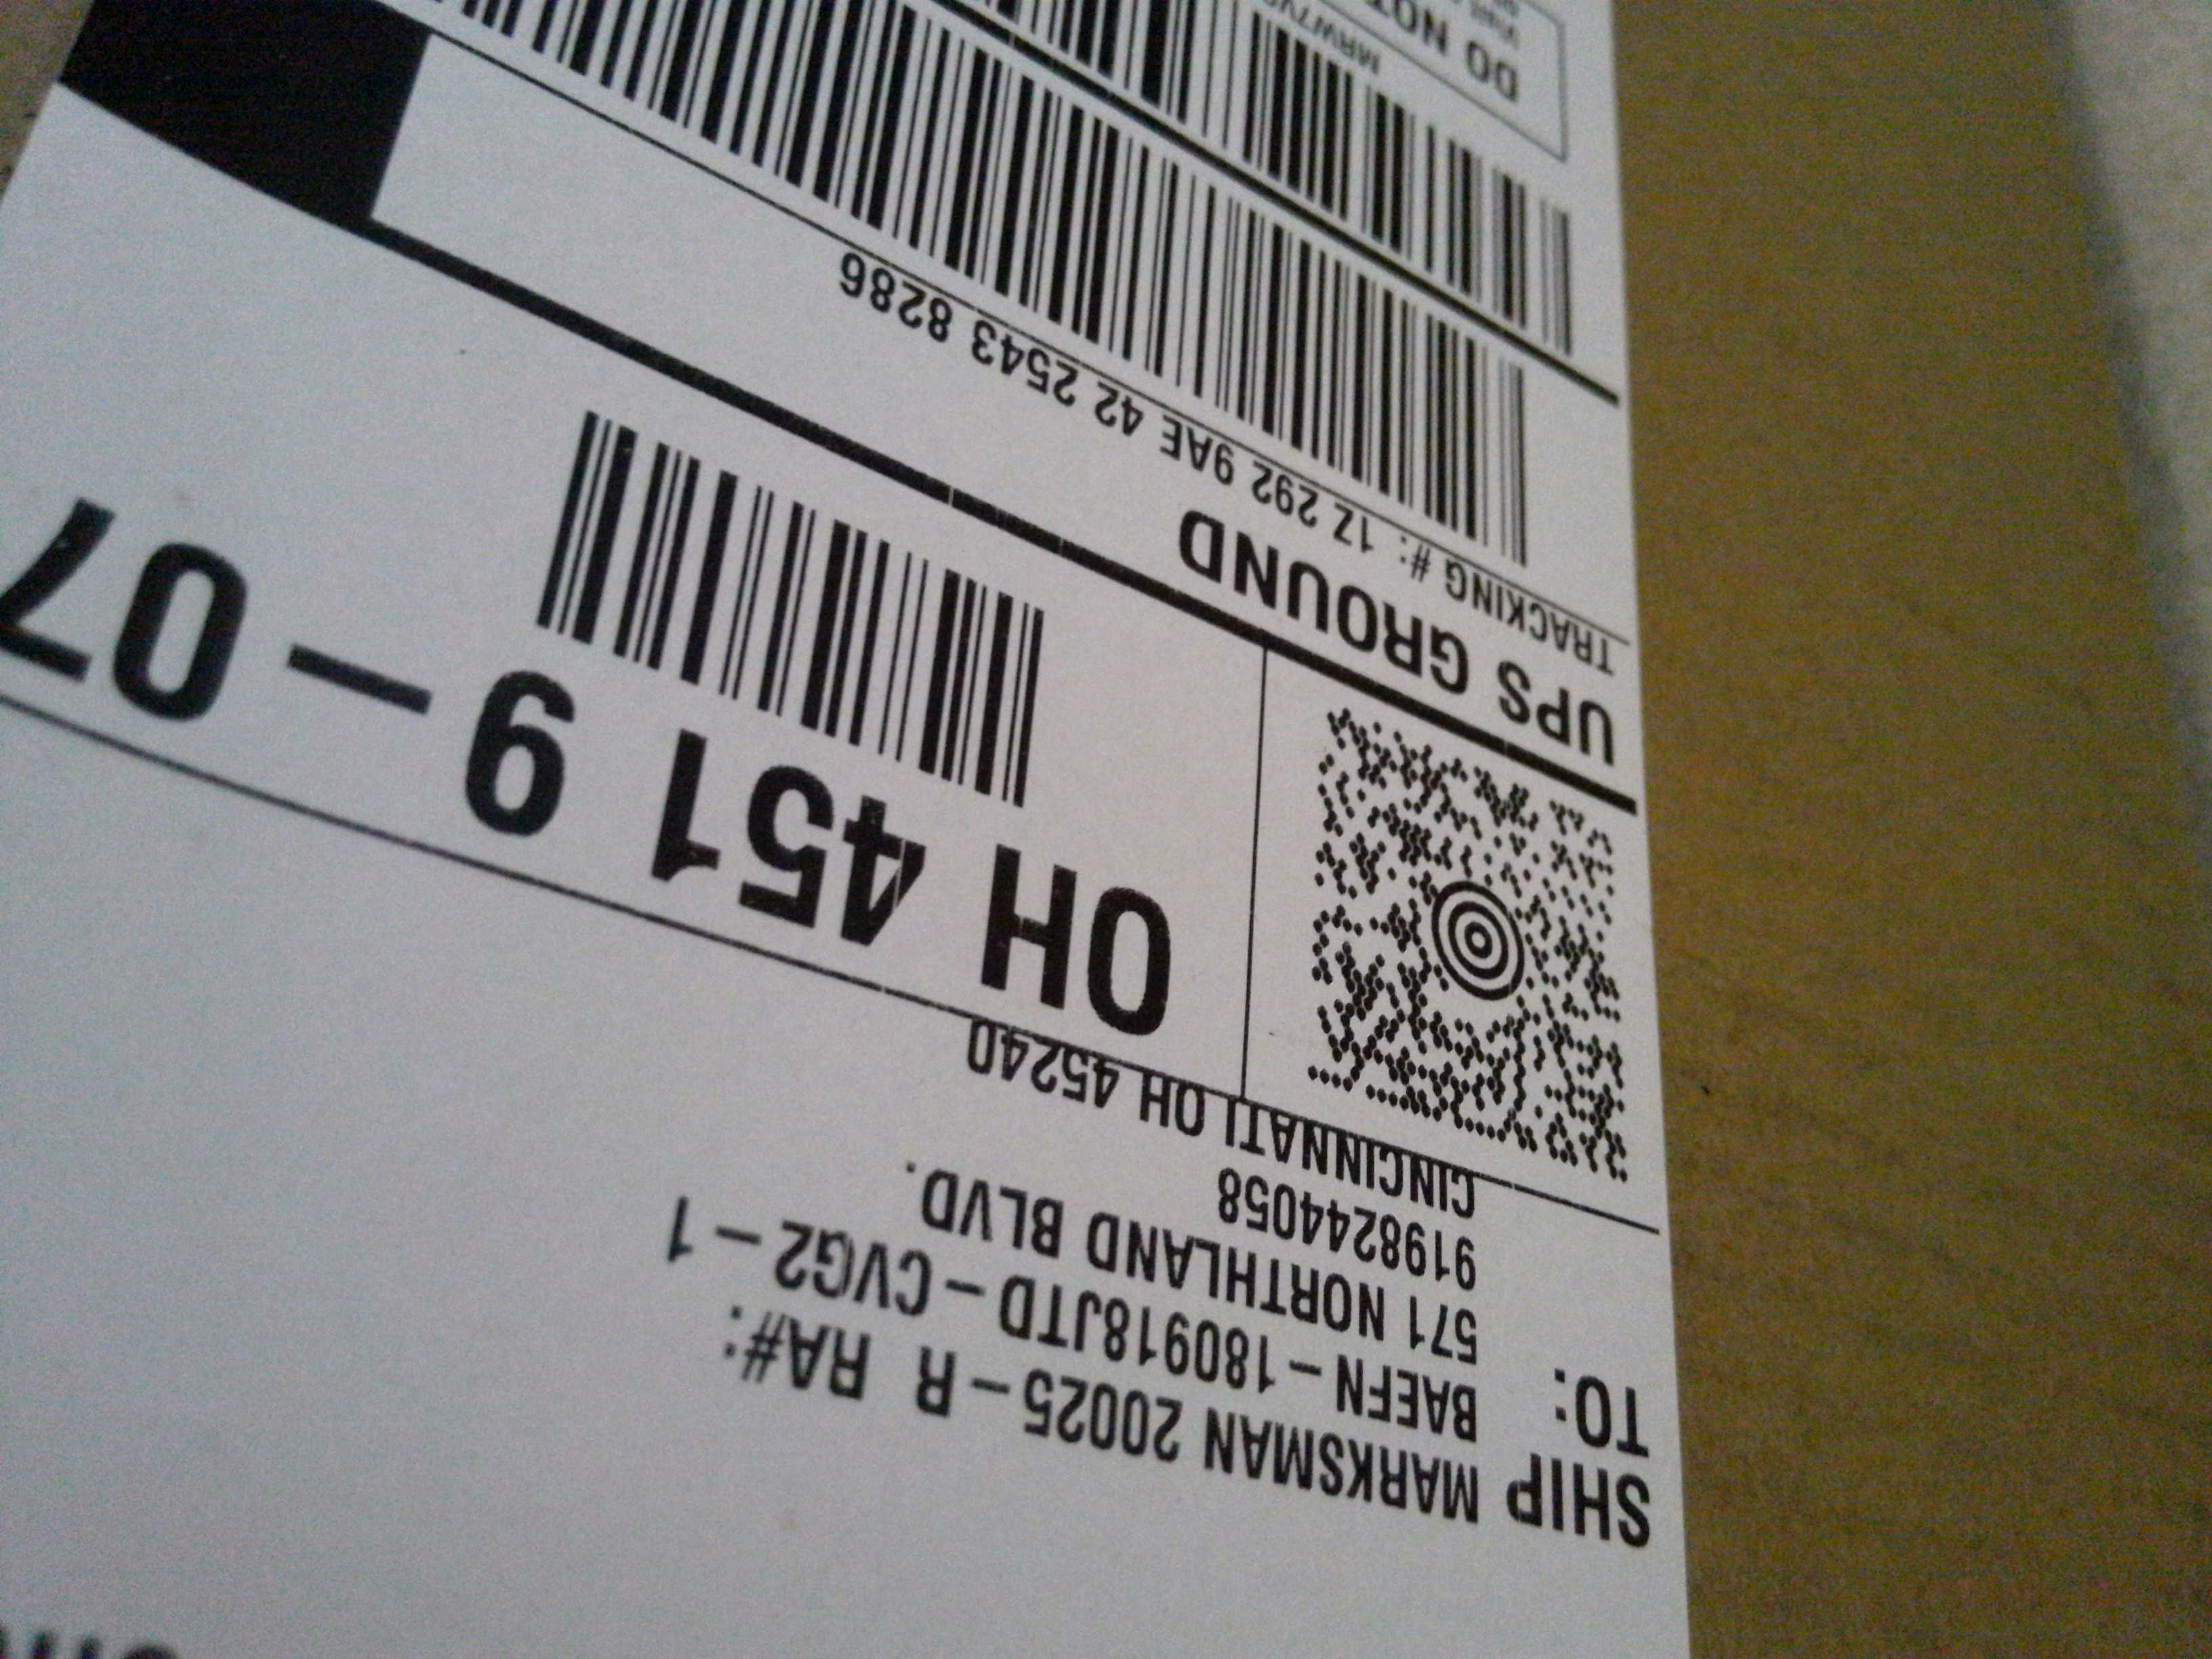 SHIP TO:
MARKSMAN 20025-R RA#:
BAEFN-180918JTD-CVG2-1
571 NORTHLAND BLVD.
9198244058
CINCINNATI OH 45240
OH 451 9-07
UPS GROUND
TRACKING #: 1Z 292 9AE 42 2543 8286
DO NOT